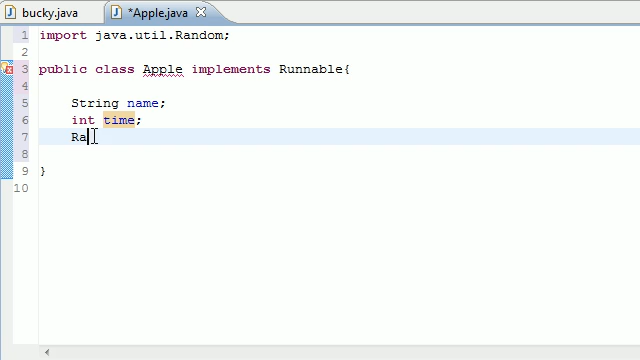 bucky.java *Apple.java
1 import java.util.Random;
2
3 public class Apple implements Runnable{
4
5 String name;
6 int time;
7 Ra
8
9 }
10